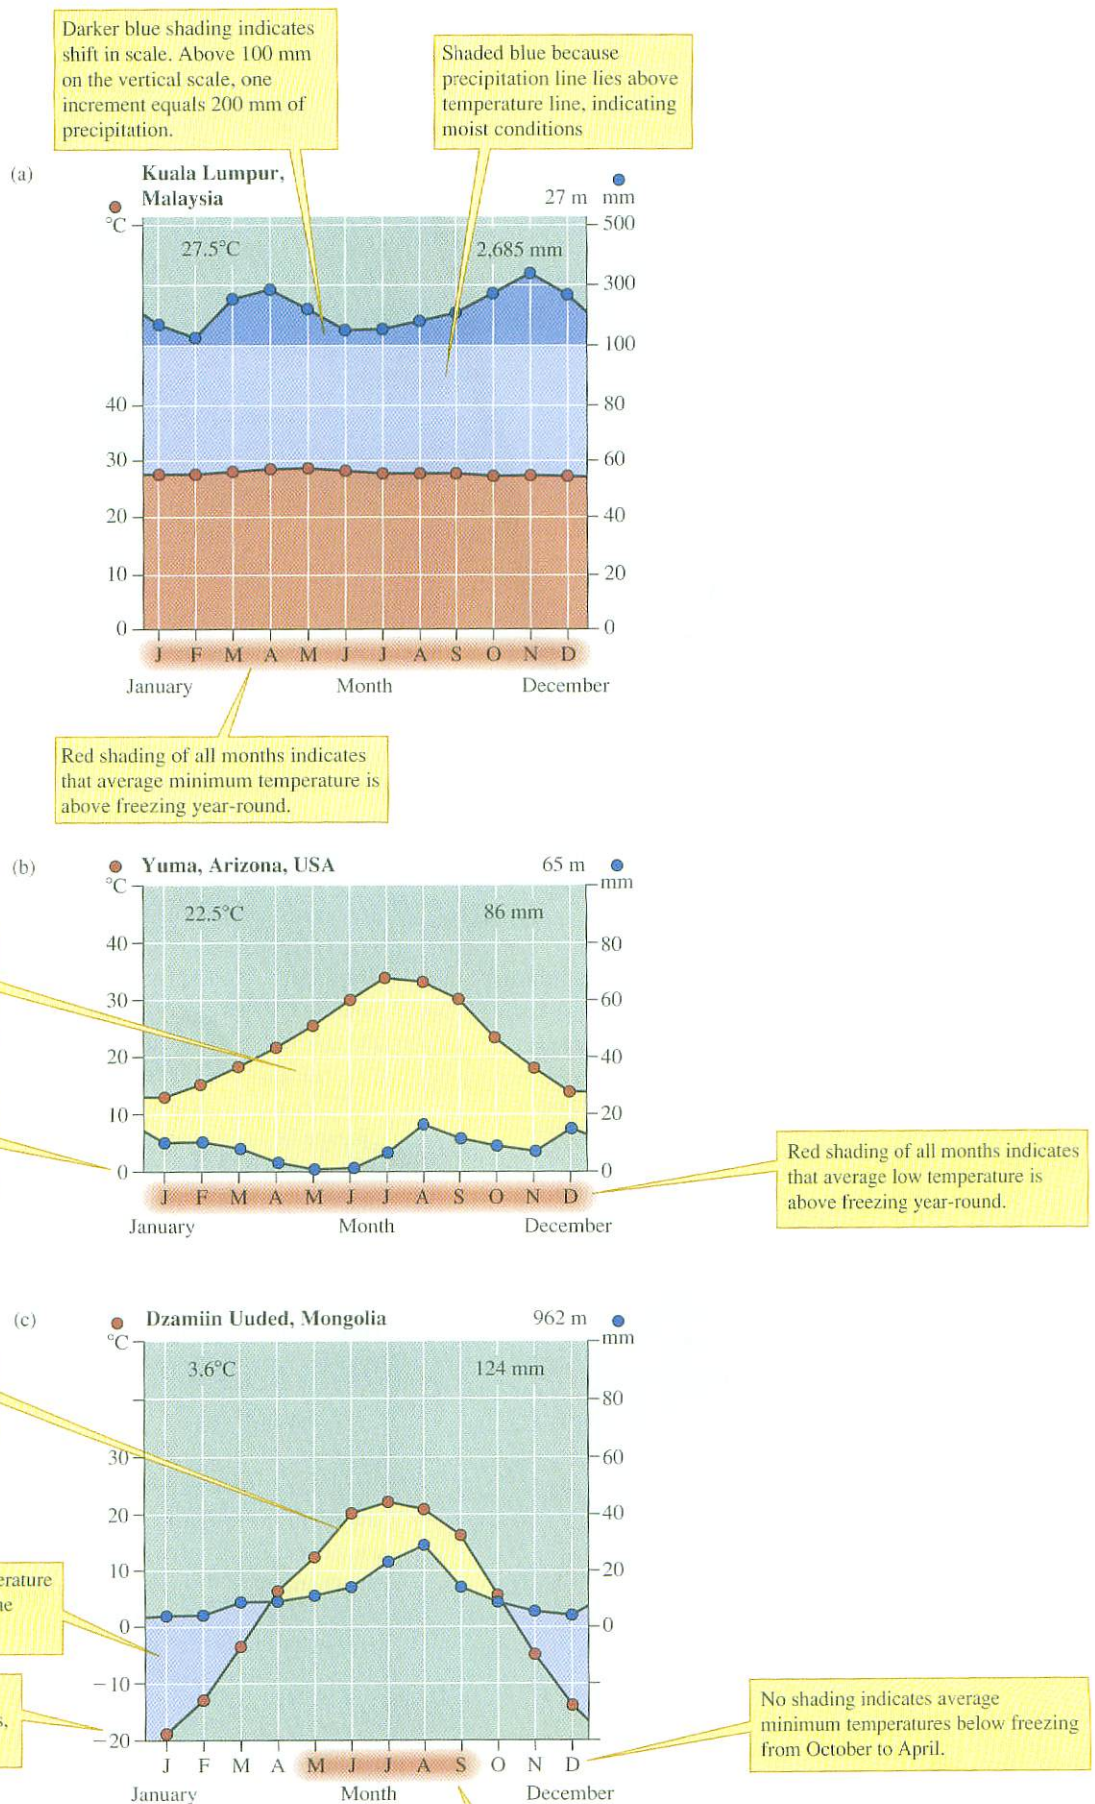 Darker blue shading indicates
shift in scale. Above 100 mm
on the vertical scale, one
increment equals 200 mm of
precipitation.
Shaded blue because
precipitation line lies above
temperature line, indicating
moist conditions
(a)
Kuala Lumpur,
Malaysia
27 m mm
°C
27.5°C 2,685 mm
500
300
100
40 80
30 60
20 40
10 20
0 0
J F M A M J J A S O N D
January Month December
Red shading of all months indicates
that average minimum temperature is
above freezing year-round.
(b) Yuma, Arizona, USA 65 m
°C mm
22.5°C 86 mm
40 80
30 60
20 40
10 20
0 0
J F M A M J J A S O N D
January Month December
Red shading of all months indicates
that average low temperature is
above freezing year-round.
(c) Dzamiin Uuded, Mongolia 962 m
°C mm
3.6°C 124 mm
80
30 60
20 40
10 20
0 0
−10
−20
erature
ne
s,
J F M A M J J A S O N D
January Month December
No shading indicates average
minimum temperatures below freezing
from October to April.